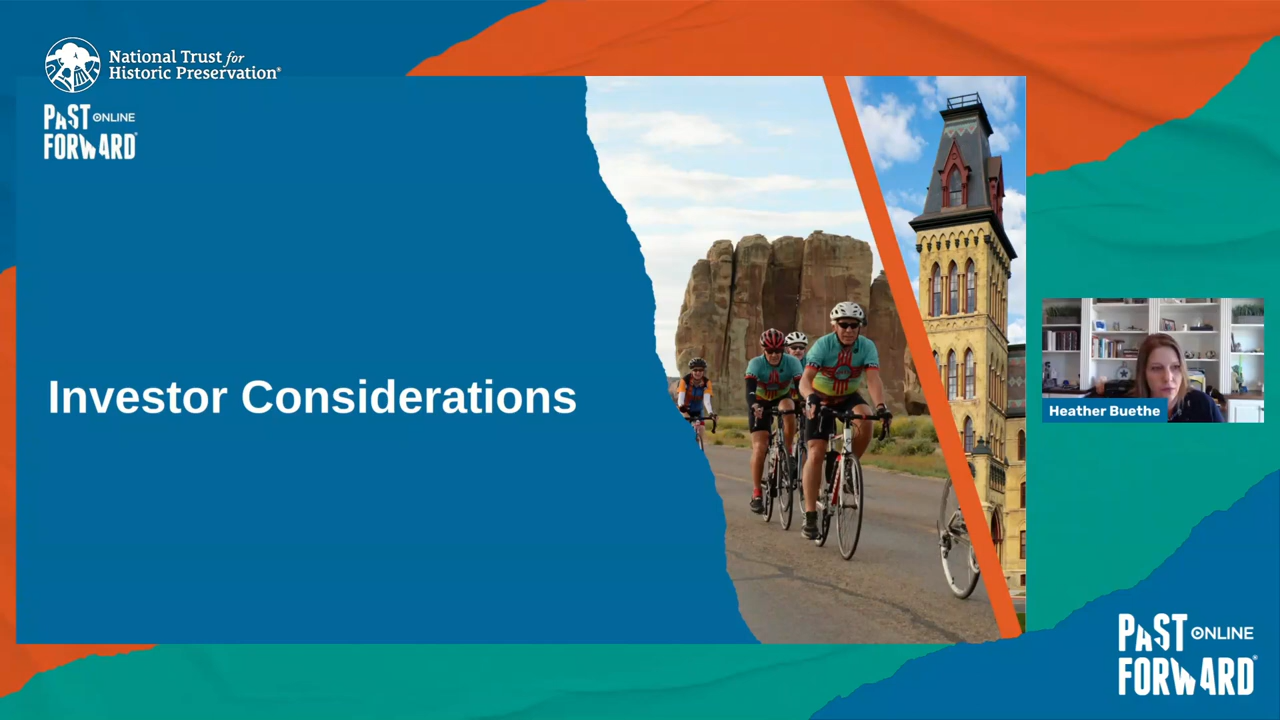 National Trust for
Historic Preservation®
PAST ONLINE
FORWARD
Investor Considerations
Heather Buethe
PAST ONLINE
FORWARD